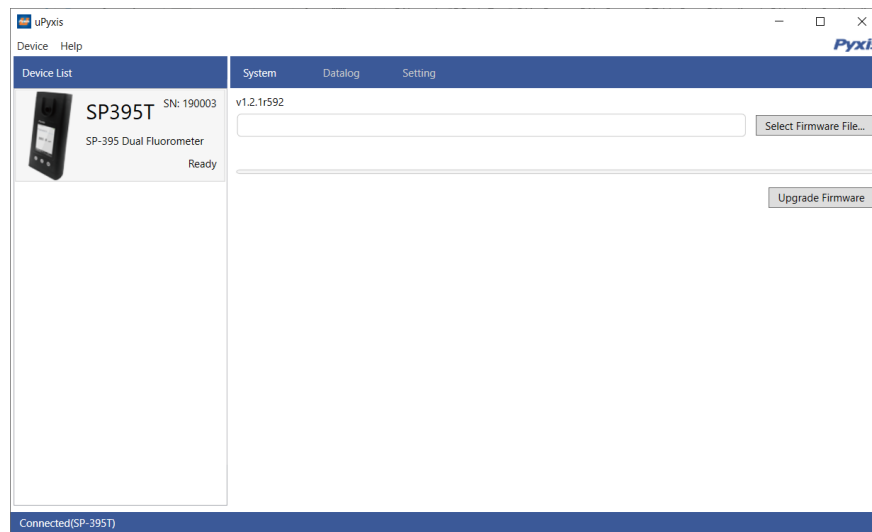 uPyxis
Device Help
Device List
SP395T SN: 190003
SP-395 Dual Fluorometer
Ready
System Datalog Setting
v1.2.1r592
Select Firmware File...
Upgrade Firmware
Connected(SP-395T)